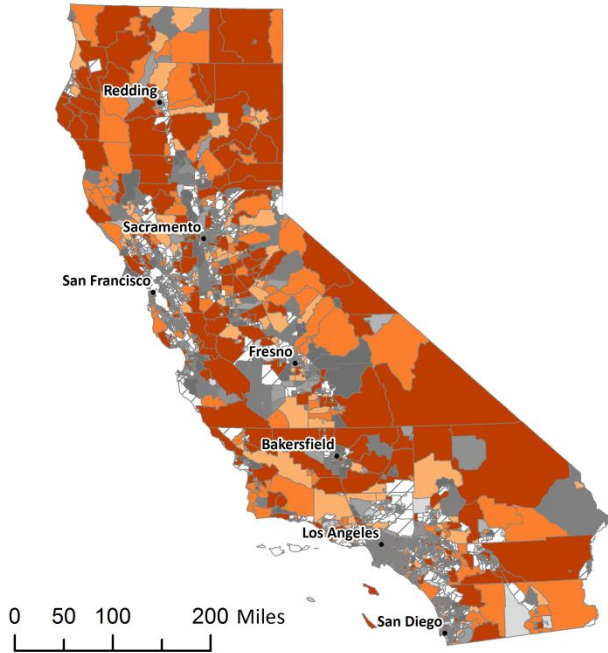 Redding
Sacramento
San Francisco
Fresno
Bakersfield
Los Angeles
San Diego
0 50 100 200 Miles